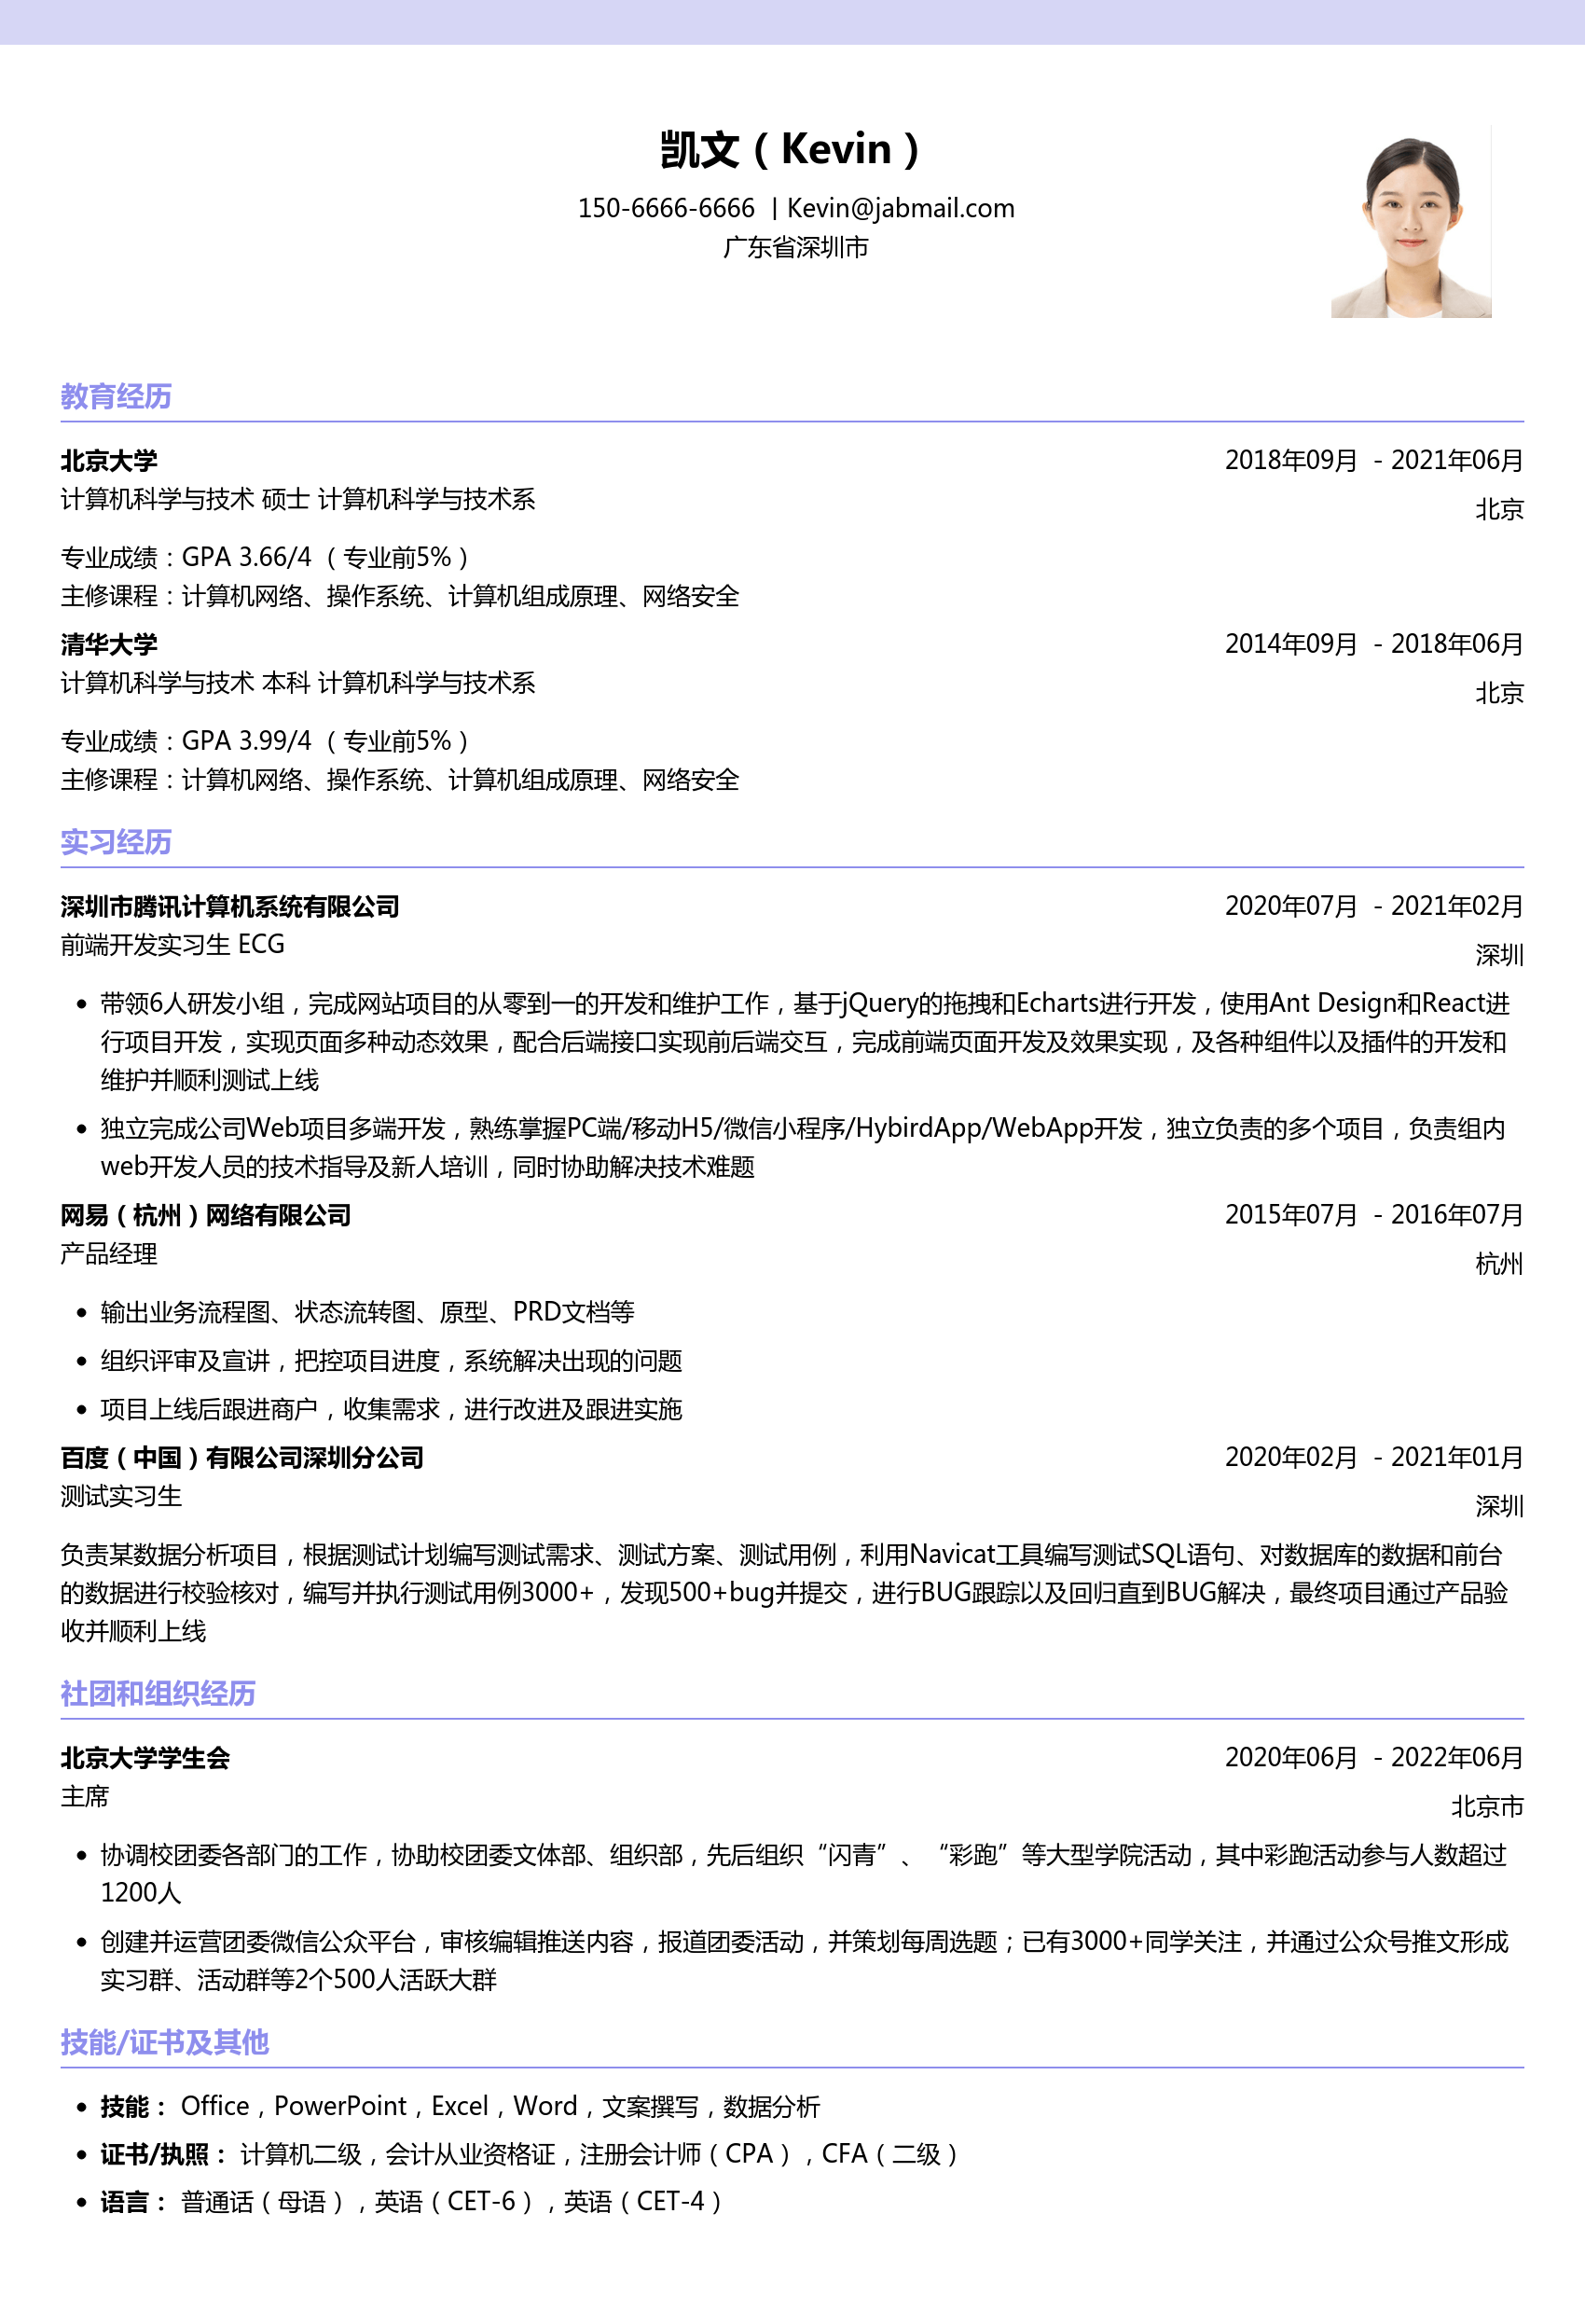 凯文（Kevin）
150-6666-6666 | Kevin@jabmail.com
广东省深圳市
教育经历
北京大学 2018年09月 - 2021年06月
计算机科学与技术 硕士 计算机科学与技术系 北京
专业成绩：GPA 3.66/4 （专业前5%）
主修课程：计算机网络、操作系统、计算机组成原理、网络安全
清华大学 2014年09月 - 2018年06月
计算机科学与技术 本科 计算机科学与技术系 北京
专业成绩：GPA 3.99/4 （专业前5%）
主修课程：计算机网络、操作系统、计算机组成原理、网络安全
实习经历
深圳市腾讯计算机系统有限公司 2020年07月 - 2021年02月
前端开发实习生 ECG 深圳
• 带领6人研发小组，完成网站项目的从零到一的开发和维护工作，基于jQuery的拖拽和Echarts进行开发，使用Ant Design和React进
行项目开发，实现页面多种动态效果，配合后端接口实现前后端交互，完成前端页面开发及效果实现，及各种组件以及插件的开发和
维护并顺利测试上线
• 独立完成公司Web项目多端开发，熟练掌握PC端/移动H5/微信小程序/HybirdApp/WebApp开发，独立负责的多个项目，负责组内
web开发人员的技术指导及新人培训，同时协助解决技术难题
网易（杭州）网络有限公司 2015年07月 - 2016年07月
产品经理 杭州
• 输出业务流程图、状态流转图、原型、PRD文档等
• 组织评审及宣讲，把控项目进度，系统解决出现的问题
• 项目上线后跟进商户，收集需求，进行改进及跟进实施
百度（中国）有限公司深圳分公司 2020年02月 - 2021年01月
测试实习生 深圳
负责某数据分析项目，根据测试计划编写测试需求、测试方案、测试用例，利用Navicat工具编写测试SQL语句、对数据库的数据和前台
的数据进行校验核对，编写并执行测试用例3000+，发现500+bug并提交，进行BUG跟踪以及回归直到BUG解决，最终项目通过产品验
收并顺利上线
社团和组织经历
北京大学学生会 2020年06月 - 2022年06月
主席 北京市
• 协调校团委各部门的工作，协助校团委文体部、组织部，先后组织“闪青”、“彩跑”等大型学院活动，其中彩跑活动参与人数超过
1200人
• 创建并运营团委微信公众平台，审核编辑推送内容，报道团委活动，并策划每周选题；已有3000+同学关注，并通过公众号推文形成
实习群、活动群等2个500人活跃大群
技能/证书及其他
• 技能： Office，PowerPoint，Excel，Word，文案撰写，数据分析
• 证书/执照： 计算机二级，会计从业资格证，注册会计师（CPA），CFA（二级）
• 语言： 普通话（母语），英语（CET-6），英语（CET-4）